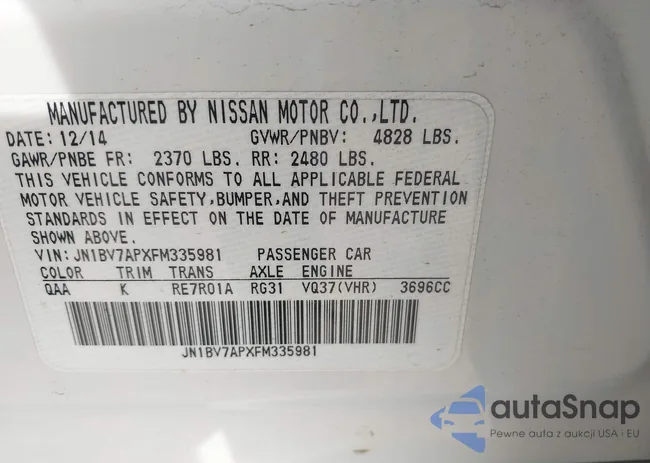 MANUFACTURED BY NISSAN MOTOR CO.,LTD.
DATE: 12/14 GVWR/PNBV: 4828 LBS.
GAWR/PNBE FR: 2370 LBS. RR: 2480 LBS.
THIS VEHICLE CONFORMS TO ALL APPLICABLE FEDERAL
MOTOR VEHICLE SAFETY,BUMPER,AND THEFT PREVENTION
STANDARDS IN EFFECT ON THE DATE OF MANUFACTURE
SHOWN ABOVE.
VIN: JN1BV7APXFM335981 PASSENGER CAR
COLOR TRIM TRANS AXLE ENGINE
QAA K RE7R01A RG31 VQ37(VHR) 3696CC
JN1BV7APXFM335981
autaSnap
Pewne auta z aukcji USA i EU